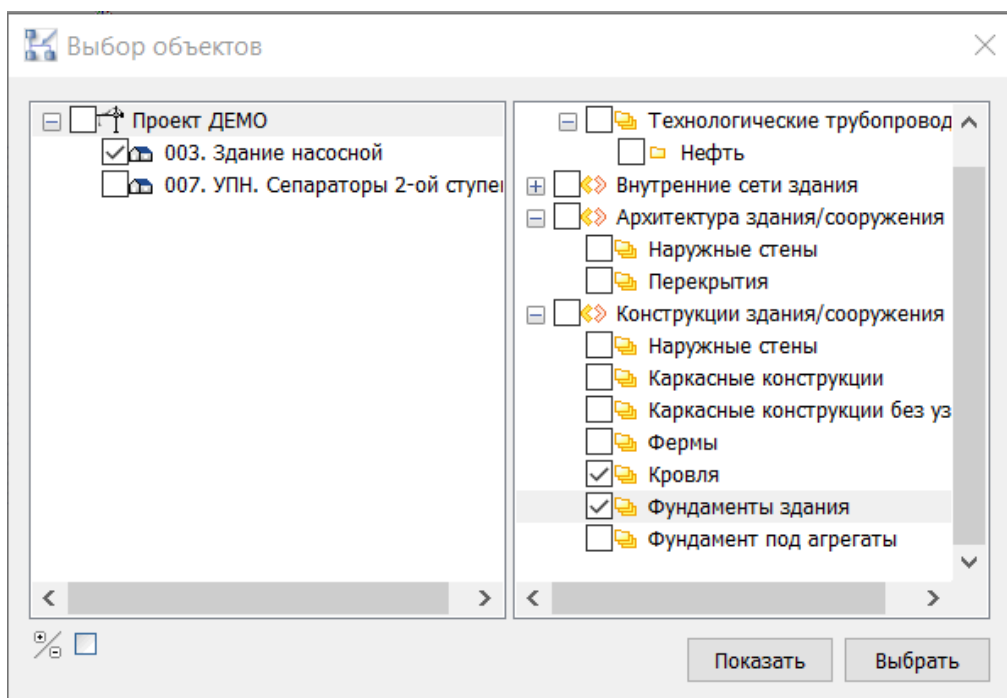 Выбор объектов
Проект ДЕМО
003. Здание насосной
007. УПН. Сепараторы 2-ой ступе
Технологические трубопровод
Нефть
Внутренние сети здания
Архитектура здания/сооружения
Наружные стены
Перекрытия
Конструкции здания/сооружения
Наружные стены
Каркасные конструкции
Каркасные конструкции без уз
Фермы
Кровля
Фундаменты здания
Фундамент под агрегаты
Показать
Выбрать